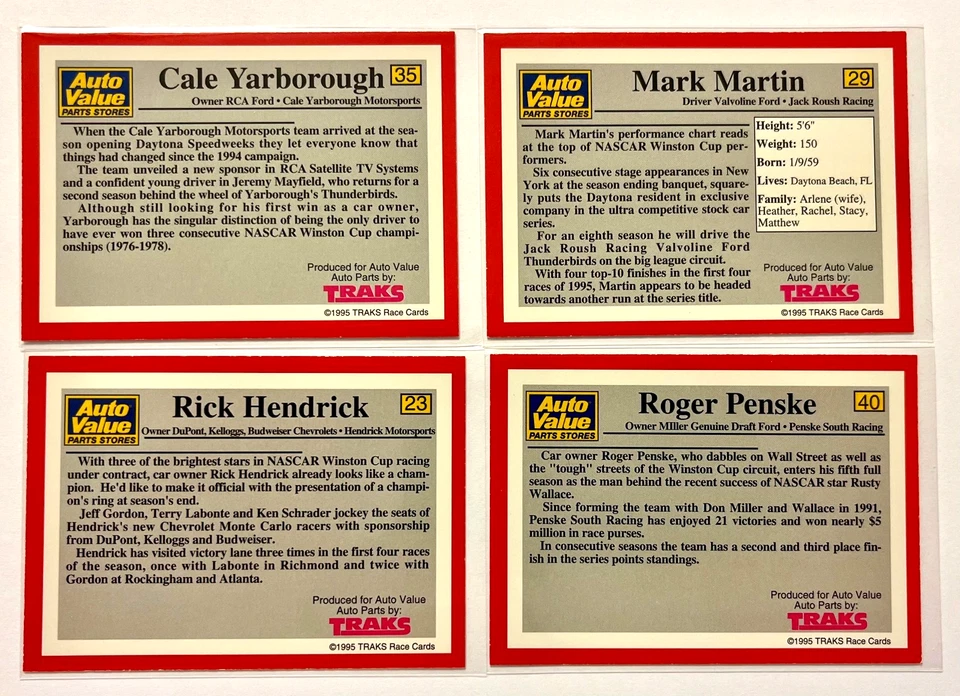 Auto
Value
PARTS STORES
Cale Yarborough
35
Owner RCA Ford • Cale Yarborough Motorsports
When the Cale Yarborough Motorsports team arrived at the sea-
son opening Daytona Speedweeks they let everyone know that
things had changed since the 1994 campaign.
The team unveiled a new sponsor in RCA Satellite TV Systems
and a confident young driver in Jeremy Mayfield, who returns for a
second season behind the wheel of Yarborough's Thunderbirds.
Although still looking for his first win as a car owner,
Yarborough has the singular distinction of being the only driver to
have ever won three consecutive NASCAR Winston Cup champi-
onships (1976-1978).
Produced for Auto Value
Auto Parts by:
TRAKS
©1995 TRAKS Race Cards
Auto
Value
PARTS STORES
Mark Martin
29
Driver Valvoline Ford • Jack Roush Racing
Mark Martin's performance chart reads
at the top of NASCAR Winston Cup per-
formers.
Six consecutive stage appearances in New
York at the season ending banquet, square-
ly puts the Daytona resident in exclusive
company in the ultra competitive stock car
series.
For an eighth season he will drive the
Jack Roush Racing Valvoline Ford
Thunderbirds on the big league circuit.
With four top-10 finishes in the first four
races of 1995, Martin appears to be headed
towards another run at the series title.
Height: 5'6"
Weight: 150
Born: 1/9/59
Lives: Daytona Beach, FL
Family: Arlene (wife),
Heather, Rachel, Stacy,
Matthew
Produced for Auto Value
Auto Parts by:
TRAKS
©1995 TRAKS Race Cards
Auto
Value
PARTS STORES
Rick Hendrick
23
Owner DuPont, Kelloggs, Budweiser Chevrolets • Hendrick Motorsports
With three of the brightest stars in NASCAR Winston Cup racing
under contract, car owner Rick Hendrick already looks like a cham-
pion. He'd like to make it official with the presentation of a champi-
on's ring at season's end.
Jeff Gordon, Terry Labonte and Ken Schrader jockey the seats of
Hendrick's new Chevrolet Monte Carlo racers with sponsorship
from DuPont, Kelloggs and Budweiser.
Hendrick has visited victory lane three times in the first four races
of the season, once with Labonte in Richmond and twice with
Gordon at Rockingham and Atlanta.
Produced for Auto Value
Auto Parts by:
TRAKS
©1995 TRAKS Race Cards
Auto
Value
PARTS STORES
Roger Penske
40
Owner MIller Genuine Draft Ford • Penske South Racing
Car owner Roger Penske, who dabbles on Wall Street as well as
the "tough" streets of the Winston Cup circuit, enters his fifth full
season as the man behind the recent success of NASCAR star Rusty
Wallace.
Since forming the team with Don Miller and Wallace in 1991,
Penske South Racing has enjoyed 21 victories and won nearly $5
million in race purses.
In consecutive seasons the team has a second and third place fin-
ish in the series points standings.
Produced for Auto Value
Auto Parts by:
TRAKS
©1995 TRAKS Race Cards